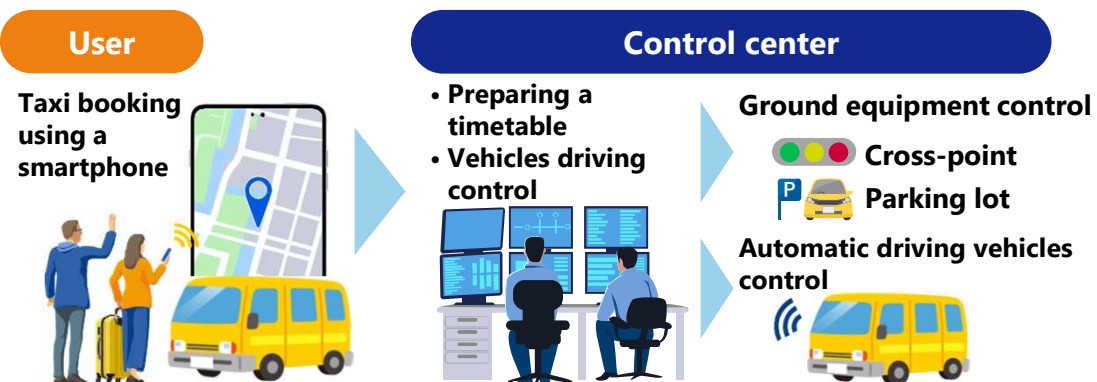 User
Taxi booking
using a
smartphone
Control center
• Preparing a
timetable
• Vehicles driving
control
Ground equipment control
Cross-point
P
Parking lot
Automatic driving vehicles
control